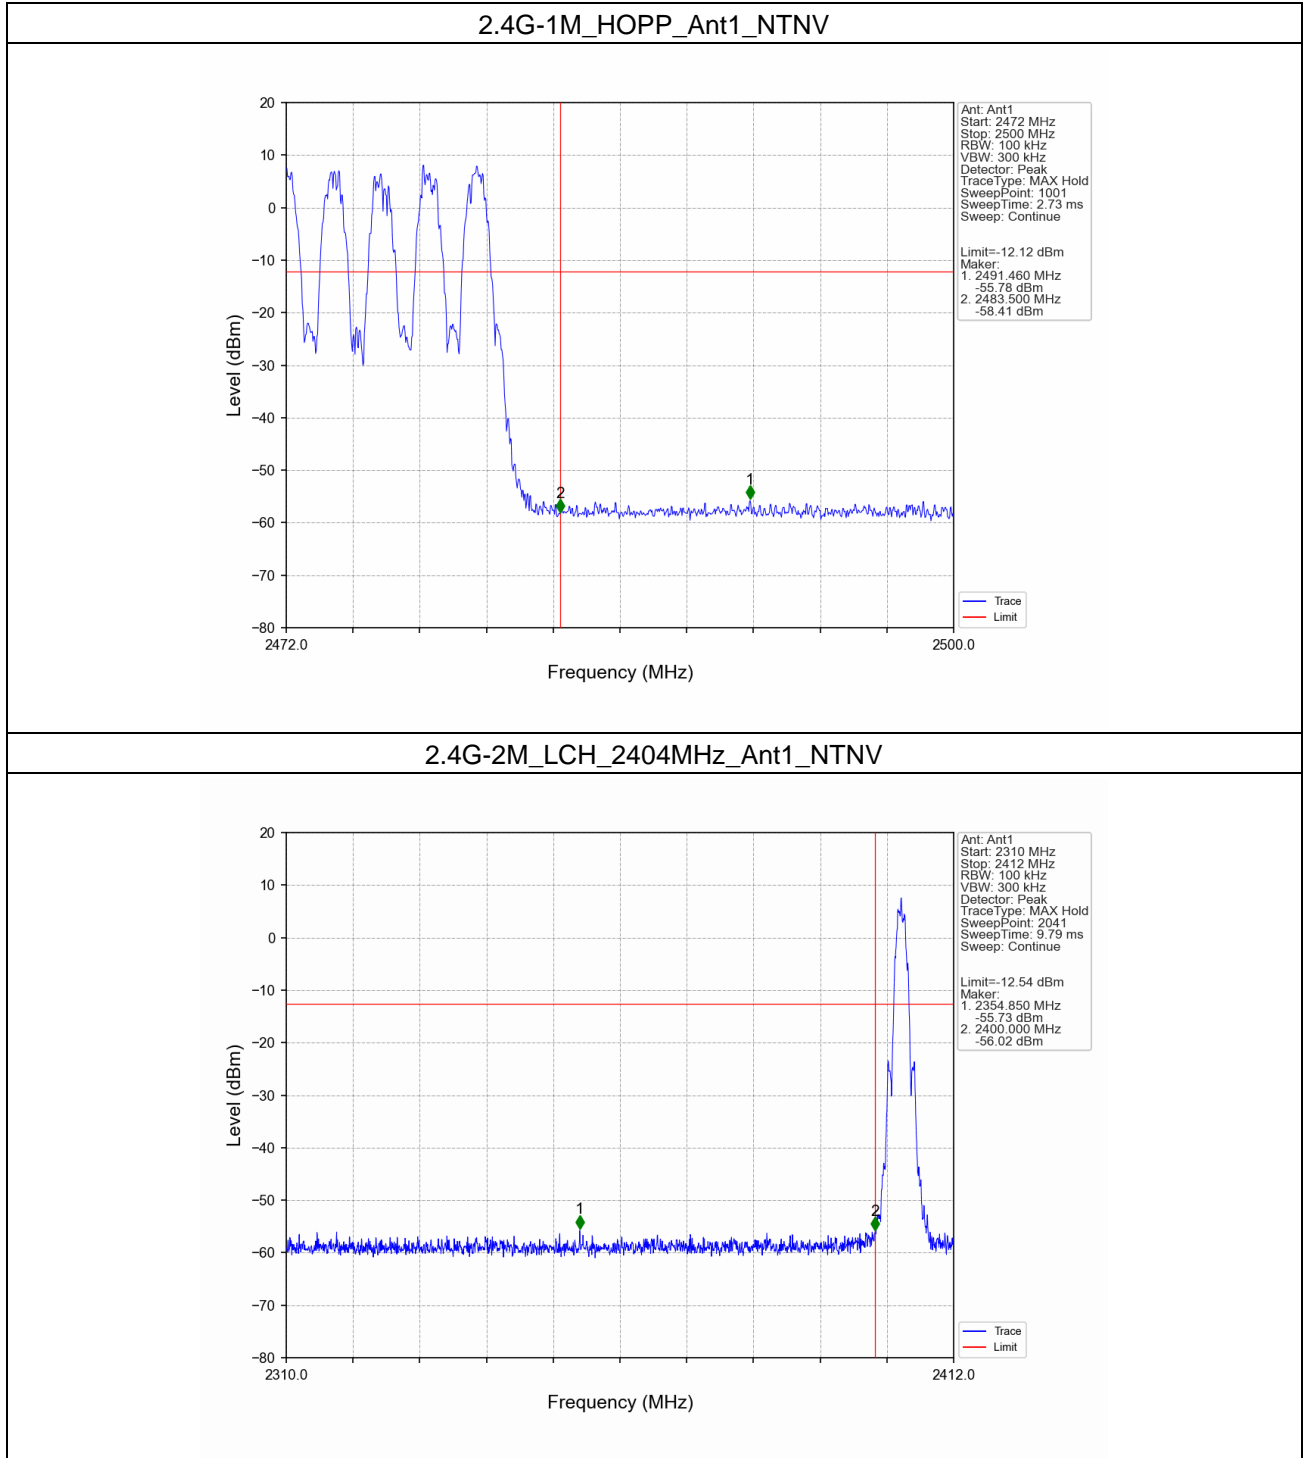 2.4G-1M_HOPP_Ant1_NTNV
20
10
0
−10
−20
−30
−40
−50
−60
−70
−80
Level (dBm)
2472.0
2500.0
Frequency (MHz)
1
2
Ant: Ant1
Start: 2472 MHz
Stop: 2500 MHz
RBW: 100 kHz
VBW: 300 kHz
Detector: Peak
TraceType: MAX Hold
SweepPoint: 1001
SweepTime: 2.73 ms
Sweep: Continue
Limit=-12.12 dBm
Maker:
1. 2491.460 MHz
-55.78 dBm
2. 2483.500 MHz
-58.41 dBm
Trace
Limit
2.4G-2M_LCH_2404MHz_Ant1_NTNV
20
10
0
−10
−20
−30
−40
−50
−60
−70
−80
Level (dBm)
2310.0
2412.0
Frequency (MHz)
1
2
Ant: Ant1
Start: 2310 MHz
Stop: 2412 MHz
RBW: 100 kHz
VBW: 300 kHz
Detector: Peak
TraceType: MAX Hold
SweepPoint: 2041
SweepTime: 9.79 ms
Sweep: Continue
Limit=-12.54 dBm
Maker:
1. 2354.850 MHz
-55.73 dBm
2. 2400.000 MHz
-56.02 dBm
Trace
Limit